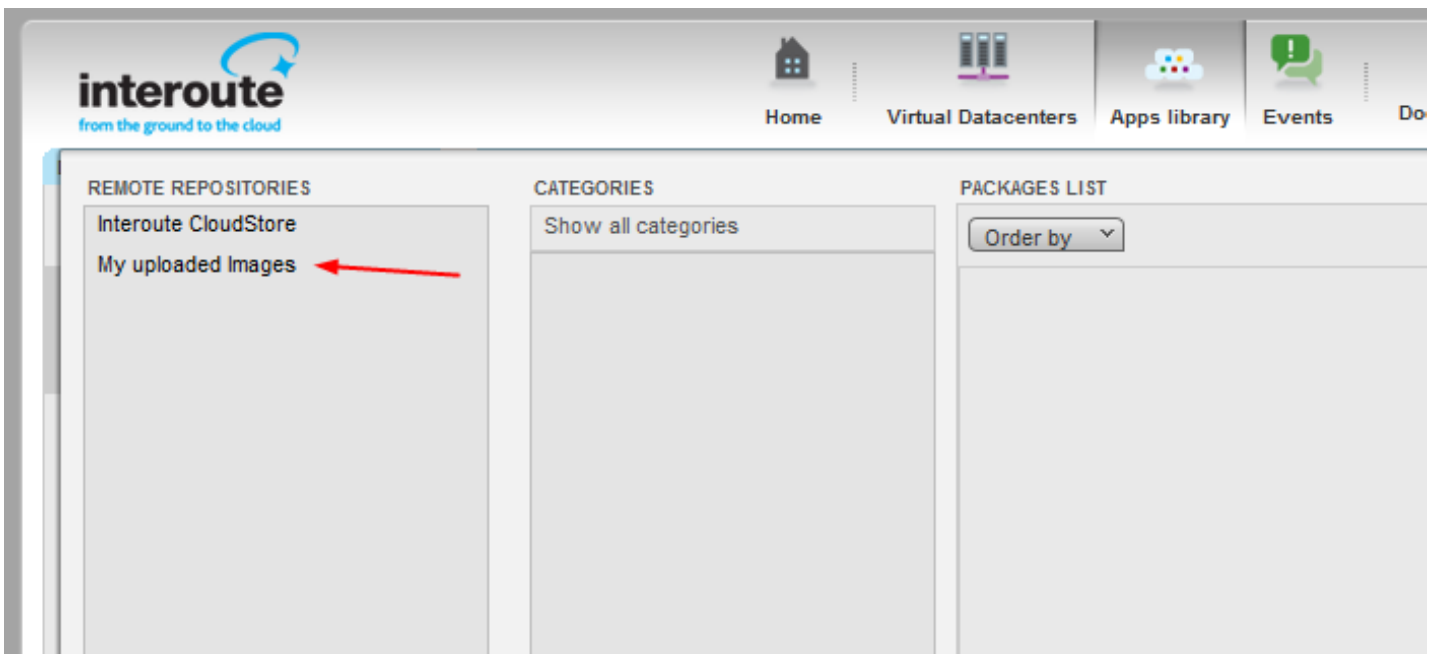 interoute
from the ground to the cloud
Home
Virtual Datacenters
Apps library
Events
REMOTE REPOSITORIES
Interoute CloudStore
My uploaded Images
CATEGORIES
Show all categories
PACKAGES LIST
Order by